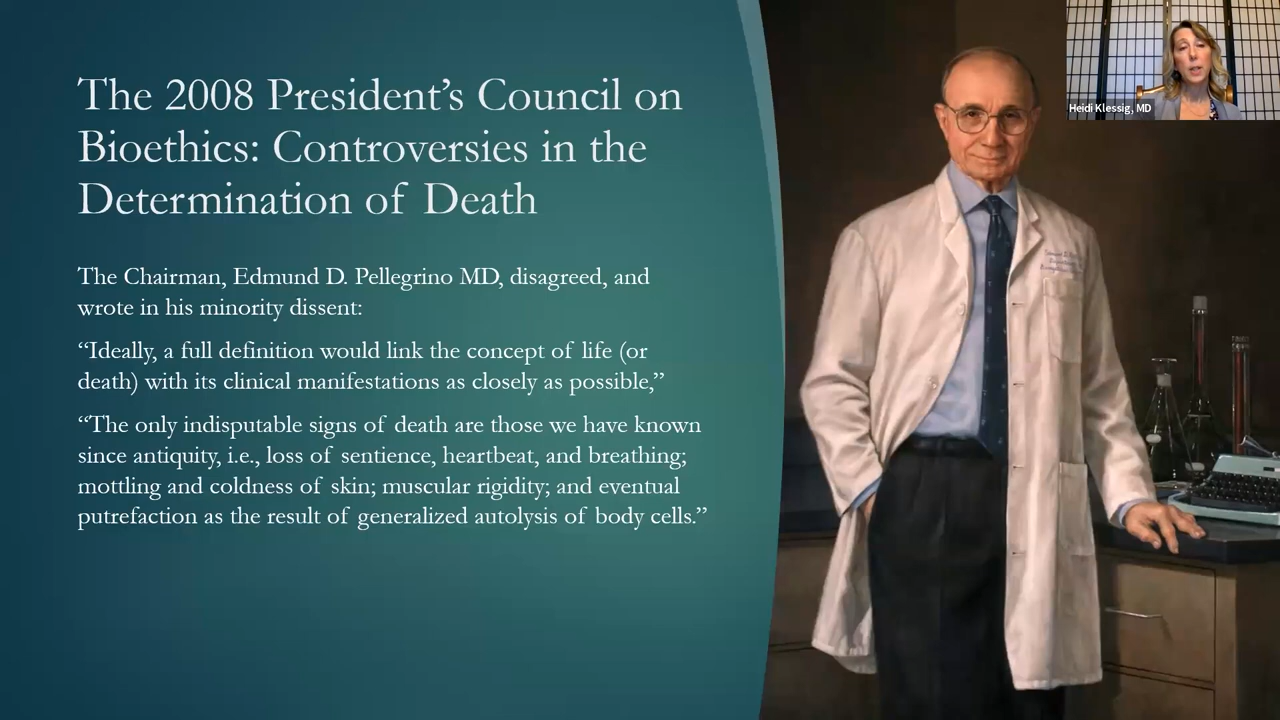 The 2008 President’s Council on
Bioethics: Controversies in the
Determination of Death
The Chairman, Edmund D. Pellegrino MD, disagreed, and
wrote in his minority dissent:
“Ideally, a full definition would link the concept of life (or
death) with its clinical manifestations as closely as possible,”
“The only indisputable signs of death are those we have known
since antiquity, i.e., loss of sentience, heartbeat, and breathing;
mottling and coldness of skin; muscular rigidity; and eventual
putrefaction as the result of generalized autolysis of body cells.”
Heidi Klessig, MD